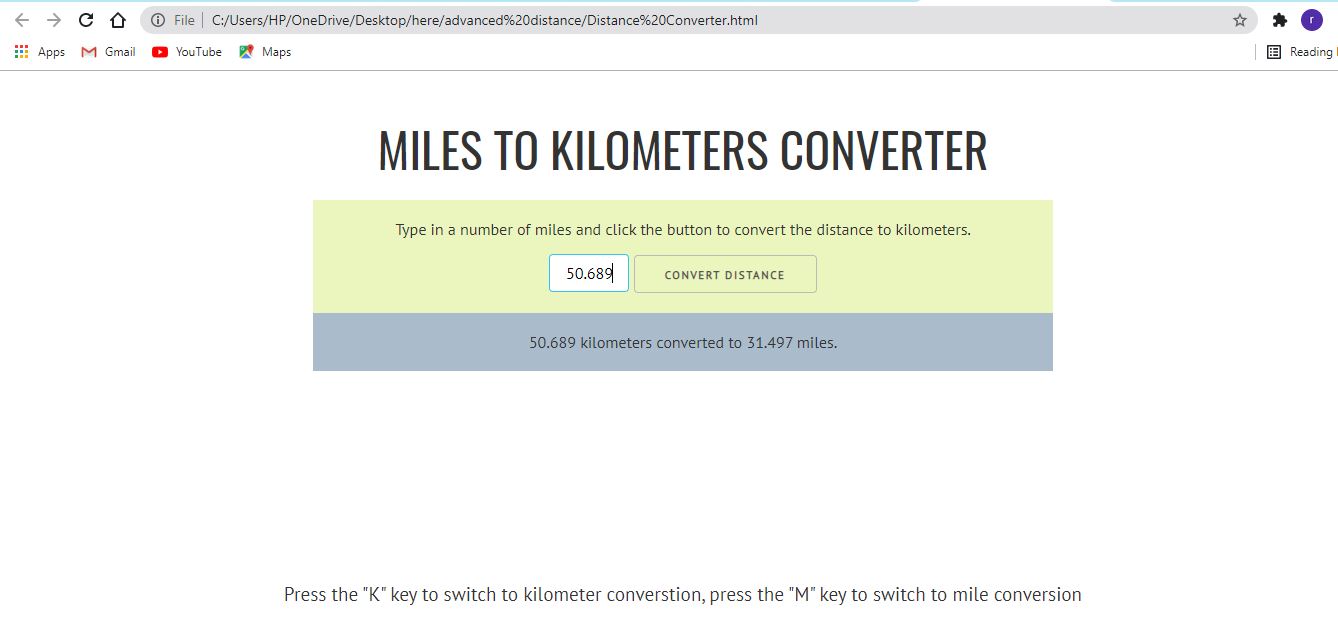 File C:/Users/HP/OneDrive/Desktop/here/advanced%20distance/Distance%20Converter.html r
Apps Gmail YouTube Maps Reading
MILES TO KILOMETERS CONVERTER
Type in a number of miles and click the button to convert the distance to kilometers.
50.689 CONVERT DISTANCE
50.689 kilometers converted to 31.497 miles.
Press the "K" key to switch to kilometer converstion, press the "M" key to switch to mile conversion